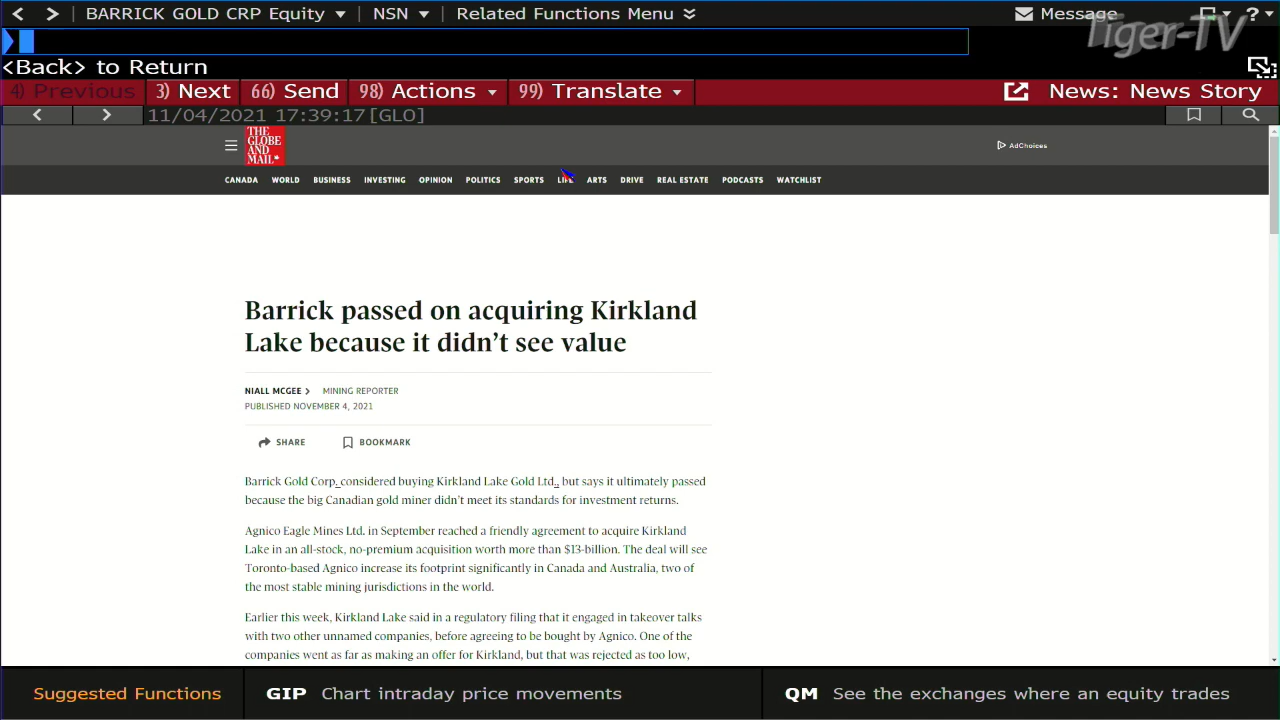 BARRICK GOLD CRP Equity NSN Related Functions Menu Message ?
Tiger-TV
<Back> to Return
4) Previous 3) Next 66) Send 98) Actions 99) Translate News: News Story
11/04/2021 17:39:17[GLO]
THE
GLOBE
AND
MAIL
AdChoices
CANADA WORLD BUSINESS INVESTING OPINION POLITICS SPORTS LIFE ARTS DRIVE REAL ESTATE PODCASTS WATCHLIST
Barrick passed on acquiring Kirkland
Lake because it didn't see value
NIALL MCGEE MINING REPORTER
PUBLISHED NOVEMBER 4, 2021
SHARE BOOKMARK
Barrick Gold Corp. considered buying Kirkland Lake Gold Ltd., but says it ultimately passed
because the big Canadian gold miner didn't meet its standards for investment returns.
Agnico Eagle Mines Ltd. in September reached a friendly agreement to acquire Kirkland
Lake in an all-stock, no-premium acquisition worth more than $13-billion. The deal will see
Toronto-based Agnico increase its footprint significantly in Canada and Australia, two of
the most stable mining jurisdictions in the world.
Earlier this week, Kirkland Lake said in a regulatory filing that it engaged in takeover talks
with two other unnamed companies, before agreeing to be bought by Agnico. One of the
companies went as far as making an offer for Kirkland, but that was rejected as too low,
Suggested Functions GIP Chart intraday price movements QM See the exchanges where an equity trades